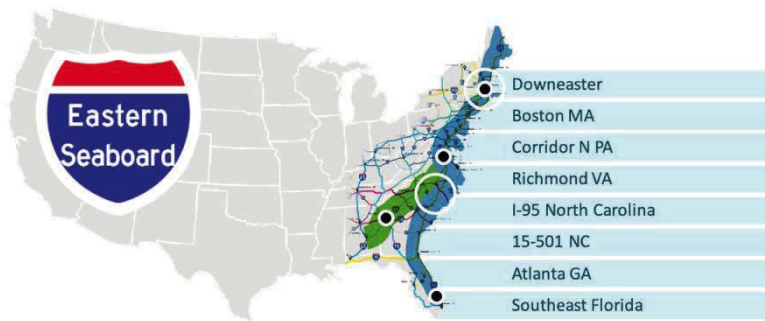 Eastern
Seaboard
Downeaster
Boston MA
Corridor N PA
Richmond VA
I-95 North Carolina
15-501 NC
Atlanta GA
Southeast Florida